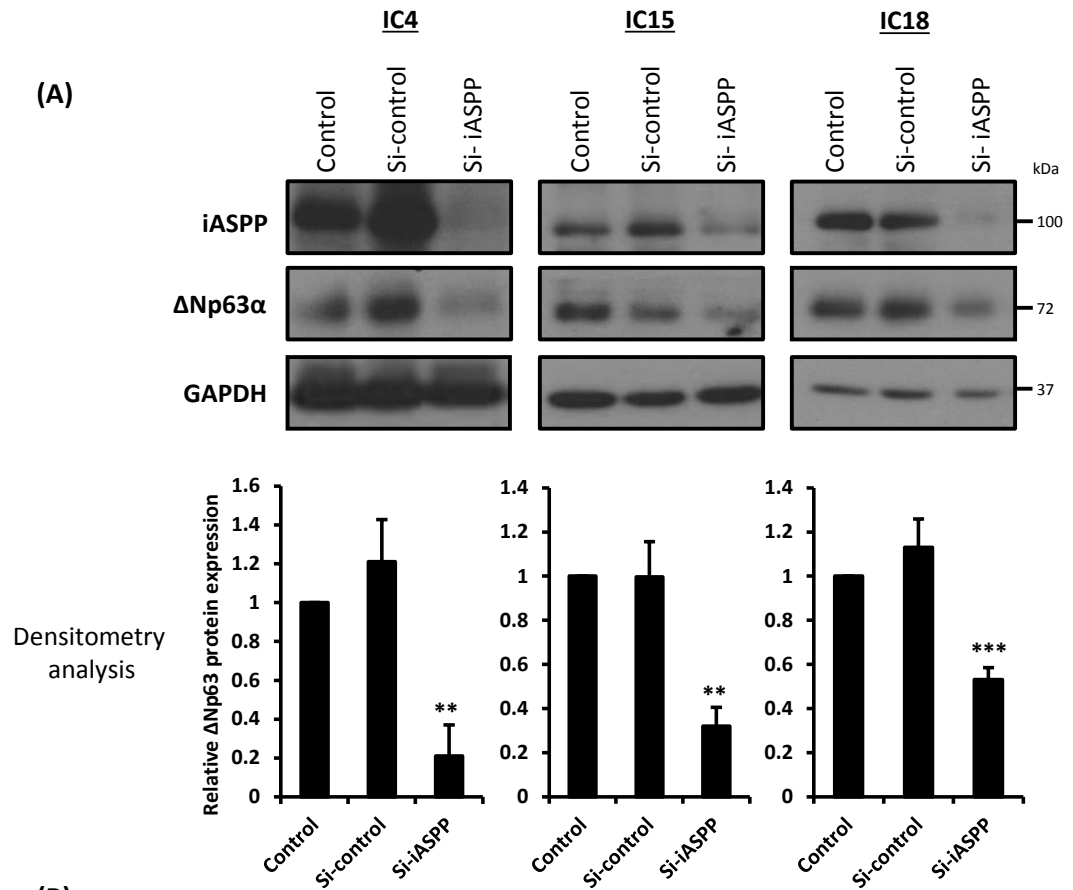 IC4 IC15 IC18
(A)
Control Si-control Si- iASPP Control Si-control Si- iASPP Control Si-control Si- iASPP
kDa
iASPP 100
ΔNp63α 72
GAPDH 37
Densitometry
analysis
Relative ΔNp63 protein expression
1.6
1.4
1.2
1
0.8
0.6
0.4
0.2
0
**
Control Si-control Si-iASPP
1.4
1.2
1
0.8
0.6
0.4
0.2
0
**
Control Si-control Si-iASPP
1.4
1.2
1
0.8
0.6
0.4
0.2
0
***
Control Si-control Si-iASPP